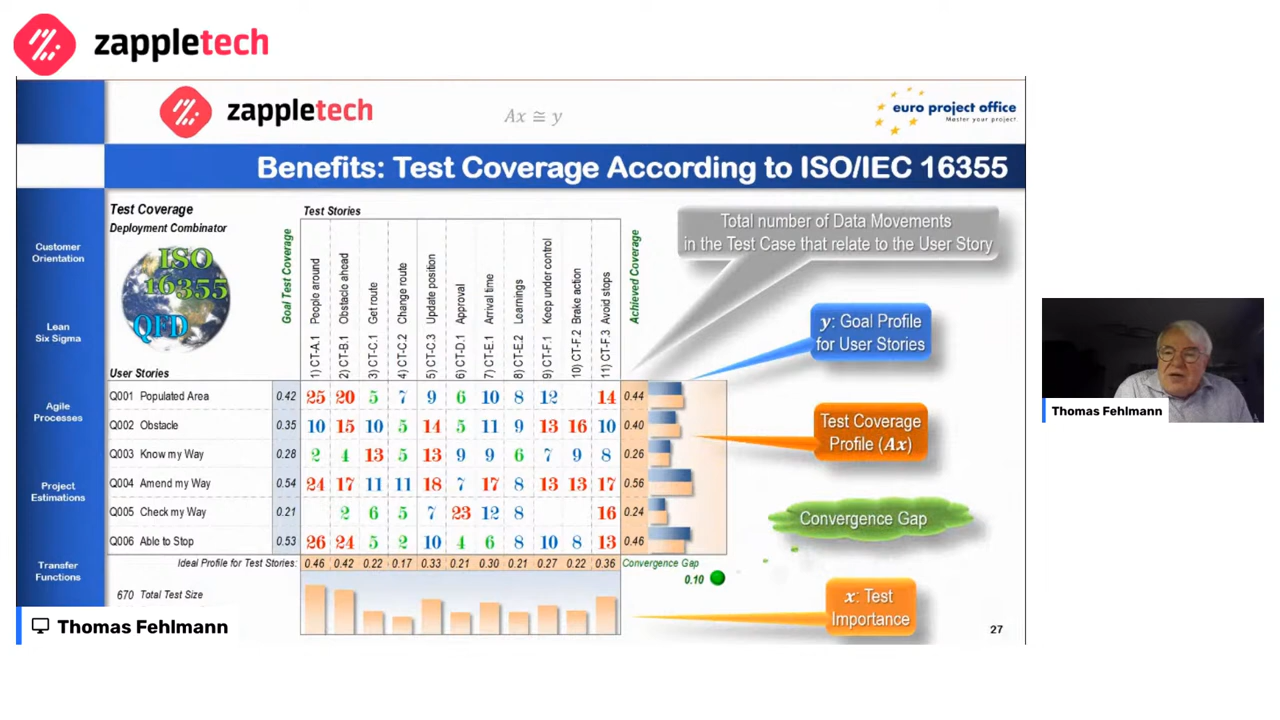 zappletech
zappletech
Ax ≅ y
euro project office
Master your project.
Benefits: Test Coverage According to ISO/IEC 16355
Customer
Orientation
Lean
Six Sigma
Agile
Processes
Project
Estimations
Transfer
Functions
Test Coverage
Deployment Combinator
ISO
16355
QFD
Test Stories
Goal Test Coverage
1) CT-A.1 People around
2) CT-B.1 Obstacle ahead
3) CT-C.1 Get route
4) CT-C.2 Change route
5) CT-C.3 Update position
6) CT-D.1 Approval
7) CT-E.1 Arrival time
8) CT-E.2 Learnings
9) CT-F.1 Keep under control
10) CT-F.2 Brake action
11) CT-F.3 Avoid stops
Achieved Coverage
User Stories
Q001 Populated Area 0.42 25 20 5 7 9 6 10 8 12 14 0.44
Q002 Obstacle 0.35 10 15 10 5 14 5 11 9 13 16 10 0.40
Q003 Know my Way 0.28 2 4 13 5 13 9 9 6 7 9 8 0.26
Q004 Amend my Way 0.54 24 17 11 11 18 7 17 8 13 13 17 0.56
Q005 Check my Way 0.21 2 6 5 7 23 12 8 16 0.24
Q006 Able to Stop 0.53 26 24 5 2 10 4 6 8 10 8 13 0.46
Ideal Profile for Test Stories: 0.46 0.42 0.22 0.17 0.33 0.21 0.30 0.21 0.27 0.22 0.36 Convergence Gap
0.10
670 Total Test Size
Total number of Data Movements
in the Test Case that relate to the User Story
y: Goal Profile
for User Stories
Test Coverage
Profile (Ax)
Convergence Gap
x: Test
Importance
27
Thomas Fehlmann
Thomas Fehlmann